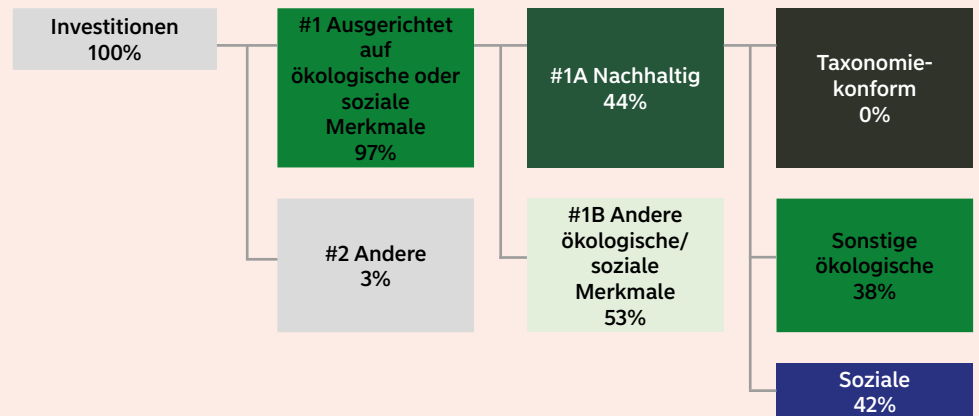 Investitionen
100%
#1 Ausgerichtet
auf
ökologische oder
soziale
Merkmale
97%
#2 Andere
3%
#1A Nachhaltig
44%
#1B Andere
ökologische/
soziale
Merkmale
53%
Taxonomie-
konform
0%
Sonstige
ökologische
38%
Soziale
42%